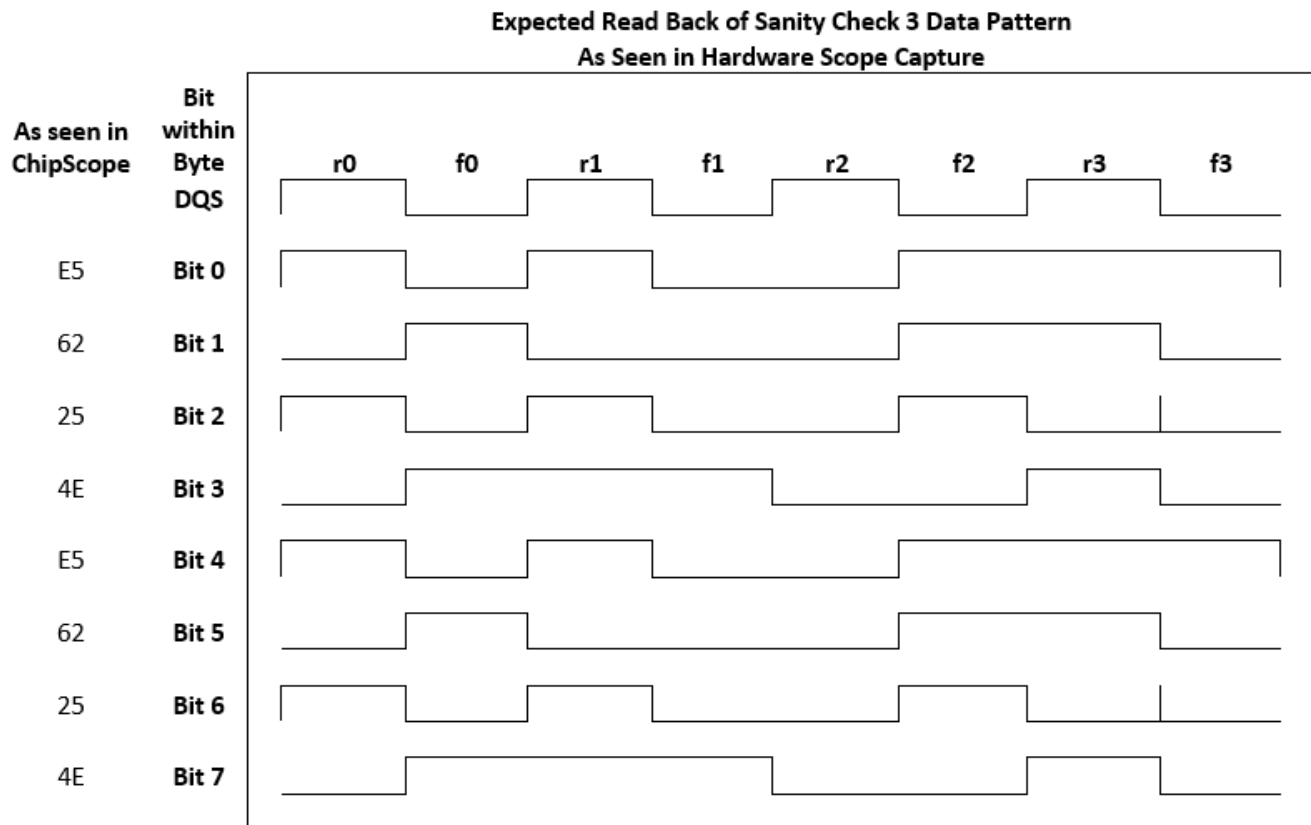 Expected Read Back of Sanity Check 3 Data Pattern
As Seen in Hardware Scope Capture
As seen in
ChipScope
Bit
within
Byte
DQS
r0 f0 r1 f1 r2 f2 r3 f3
E5 Bit 0
62 Bit 1
25 Bit 2
4E Bit 3
E5 Bit 4
62 Bit 5
25 Bit 6
4E Bit 7